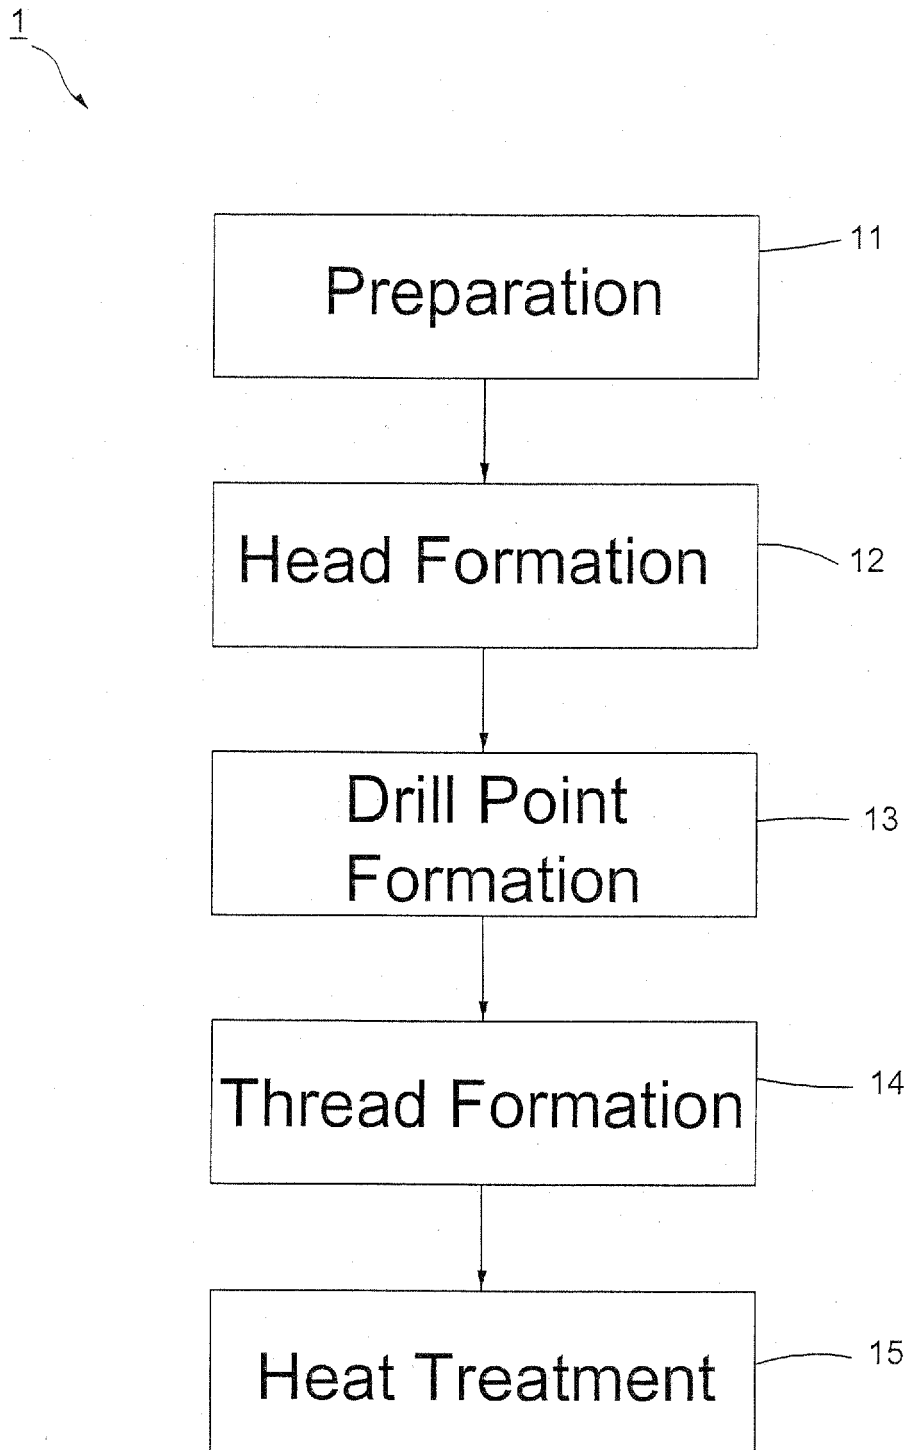 1
Preparation
11
Head Formation
12
Drill Point
Formation
13
Thread Formation
14
Heat Treatment
15